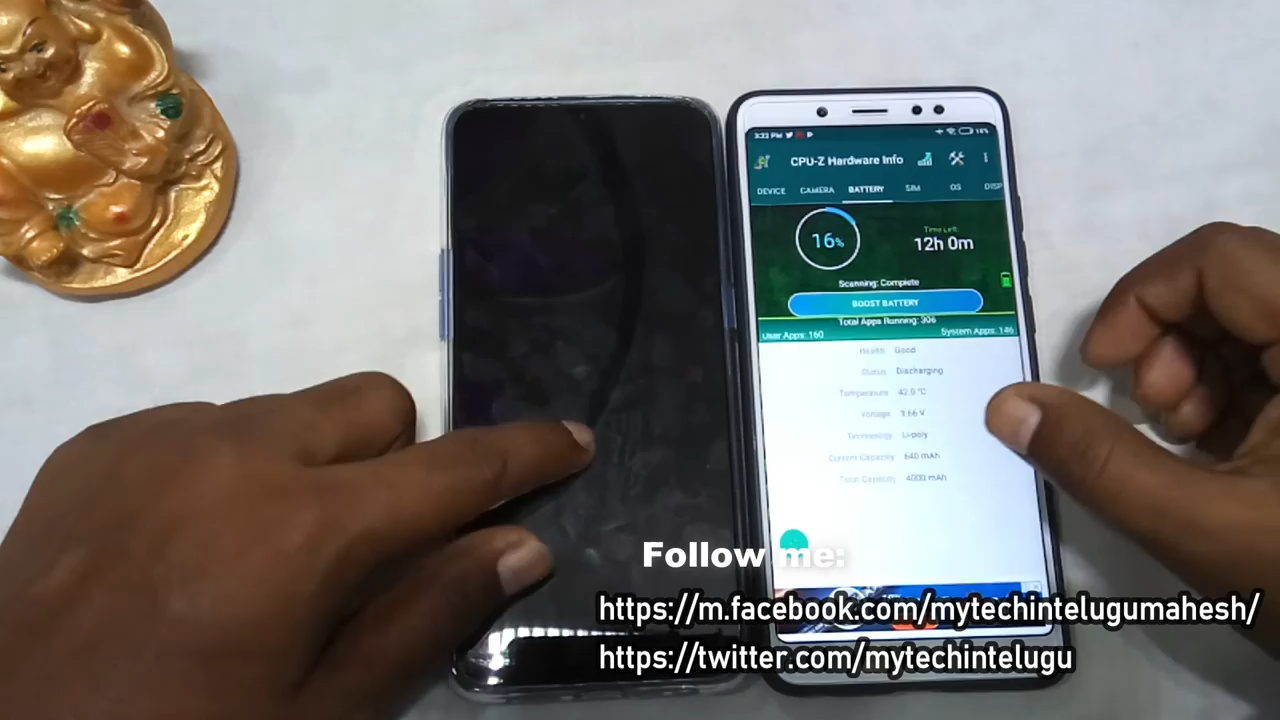 3:33 PM
16%
CPU-Z Hardware Info
DEVICE CAMERA BATTERY SIM OS DISP
16%
Time Left:
12h 0m
Scanning: Complete
BOOST BATTERY
Total Apps Running: 306
User Apps: 160 System Apps: 146
Health Good
Status Discharging
Temperature 42.0 °C
Voltage 3.66 V
Technology Li-poly
Current Capacity 640 mAh
Total Capacity 4000 mAh
Follow me:
https://m.facebook.com/mytechintelugumahesh/
https://twitter.com/mytechintelugu